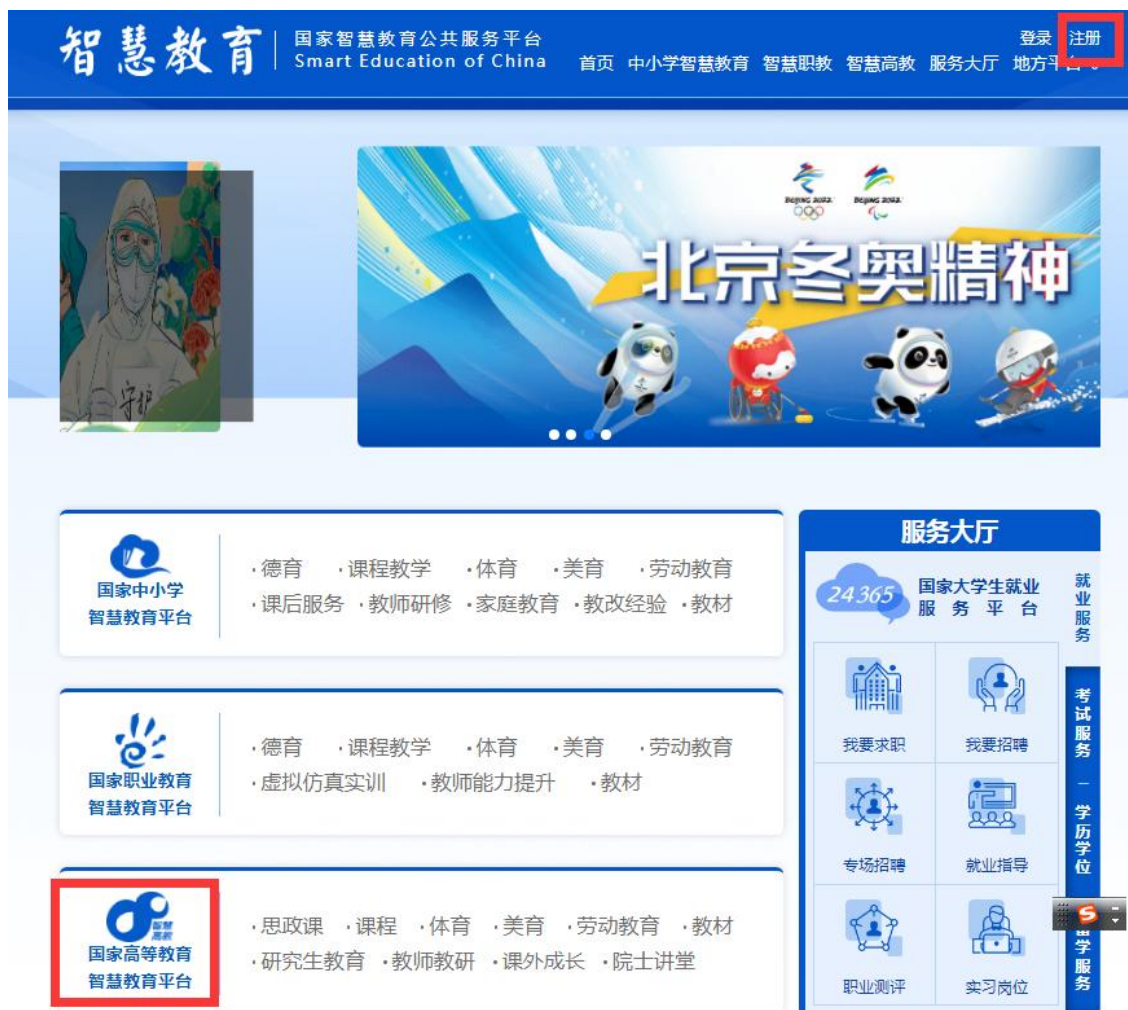 智慧教育
国家智慧教育公共服务平台
Smart Education of China
登录 注册
首页 中小学智慧教育 智慧职教 智慧高教 服务大厅 地方平台
守护
BEIJING 2022 BEIJING 2022
北京冬奥精神
国家中小学
智慧教育平台
·德育 ·课程教学 ·体育 ·美育 ·劳动教育
·课后服务 ·教师研修 ·家庭教育 ·教改经验 ·教材
国家职业教育
智慧教育平台
·德育 ·课程教学 ·体育 ·美育 ·劳动教育
·虚拟仿真实训 ·教师能力提升 ·教材
智慧
高教
国家高等教育
智慧教育平台
·思政课 ·课程 ·体育 ·美育 ·劳动教育 ·教材
·研究生教育 ·教师教研 ·课外成长 ·院士讲堂
服务大厅
24365
国家大学生就业
服务平台
我要求职 我要招聘
专场招聘 就业指导
职业测评 实习岗位
就业服务
考试服务
学历学位
留学服务